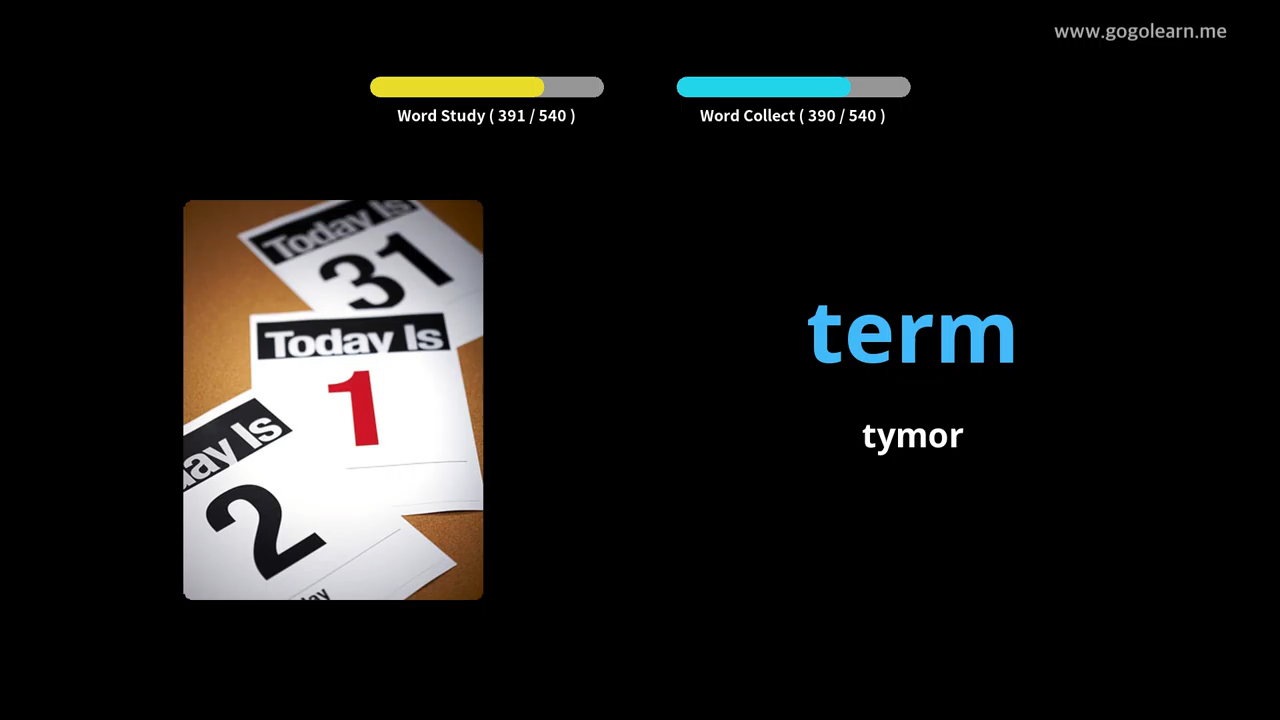 www.gogolearn.me
Word Study ( 391 / 540 )
Word Collect ( 390 / 540 )
Today Is
31
Today Is
1
ay Is
2
day
term
tymor